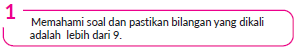 1
Memahami soal dan pastikan bilangan yang dikali
adalah lebih dari 9.